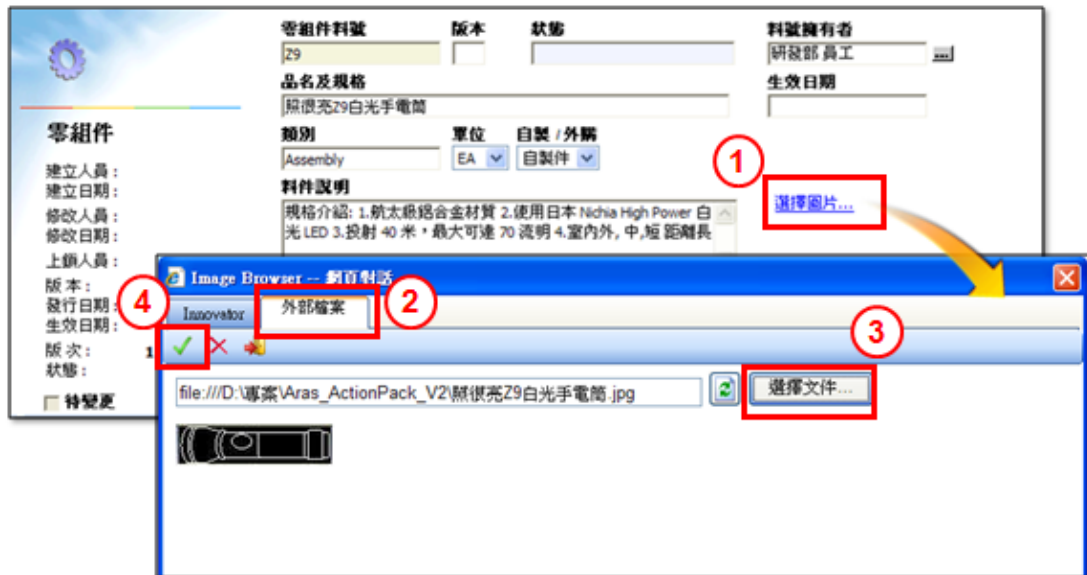 零組件料號 版本 狀態 料號擁有者
Z9 研發部 員工 ...
品名及規格 生效日期
照很亮Z9白光手電筒
零組件
類別 單位 自製 / 外購
Assembly EA 自製件
1
建立人員:
建立日期:
料件說明
選擇圖片...
修改人員:
修改日期:
規格介紹: 1.航太級鋁合金材質 2.使用日本 Nichia High Power 白
光 LED 3.投射 40 米,最大可達 70 流明 4.室內外, 中,短 距離長
上鎖人員:
版本:
發行日期:
生效日期:
版次: 1
狀態:
待變更
Image Browser -- 網頁對話
4
Innovator 外部檔案 2
3
file:///D:\專案\Aras_ActionPack_V2\照很亮Z9白光手電筒.jpg 選擇文件...